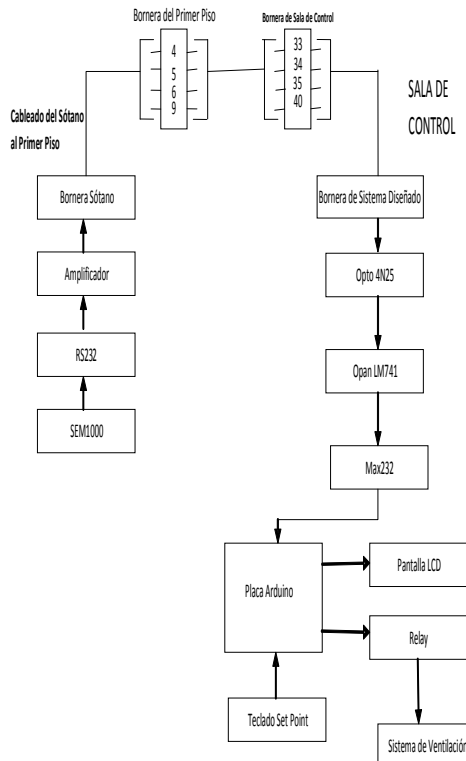 Bornera del Primer Piso
Bornera de Sala de Control
4
5
6
9
33
34
35
40
SALA DE
CONTROL
Cableado del Sótano
al Primer Piso
Bornera Sótano
Bornera de Sistema Diseñado
Amplificador
Opto 4N25
RS232
Opan LM741
SEM1000
Max232
Placa Arduino
Pantalla LCD
Relay
Teclado Set Point
Sistema de Ventilación